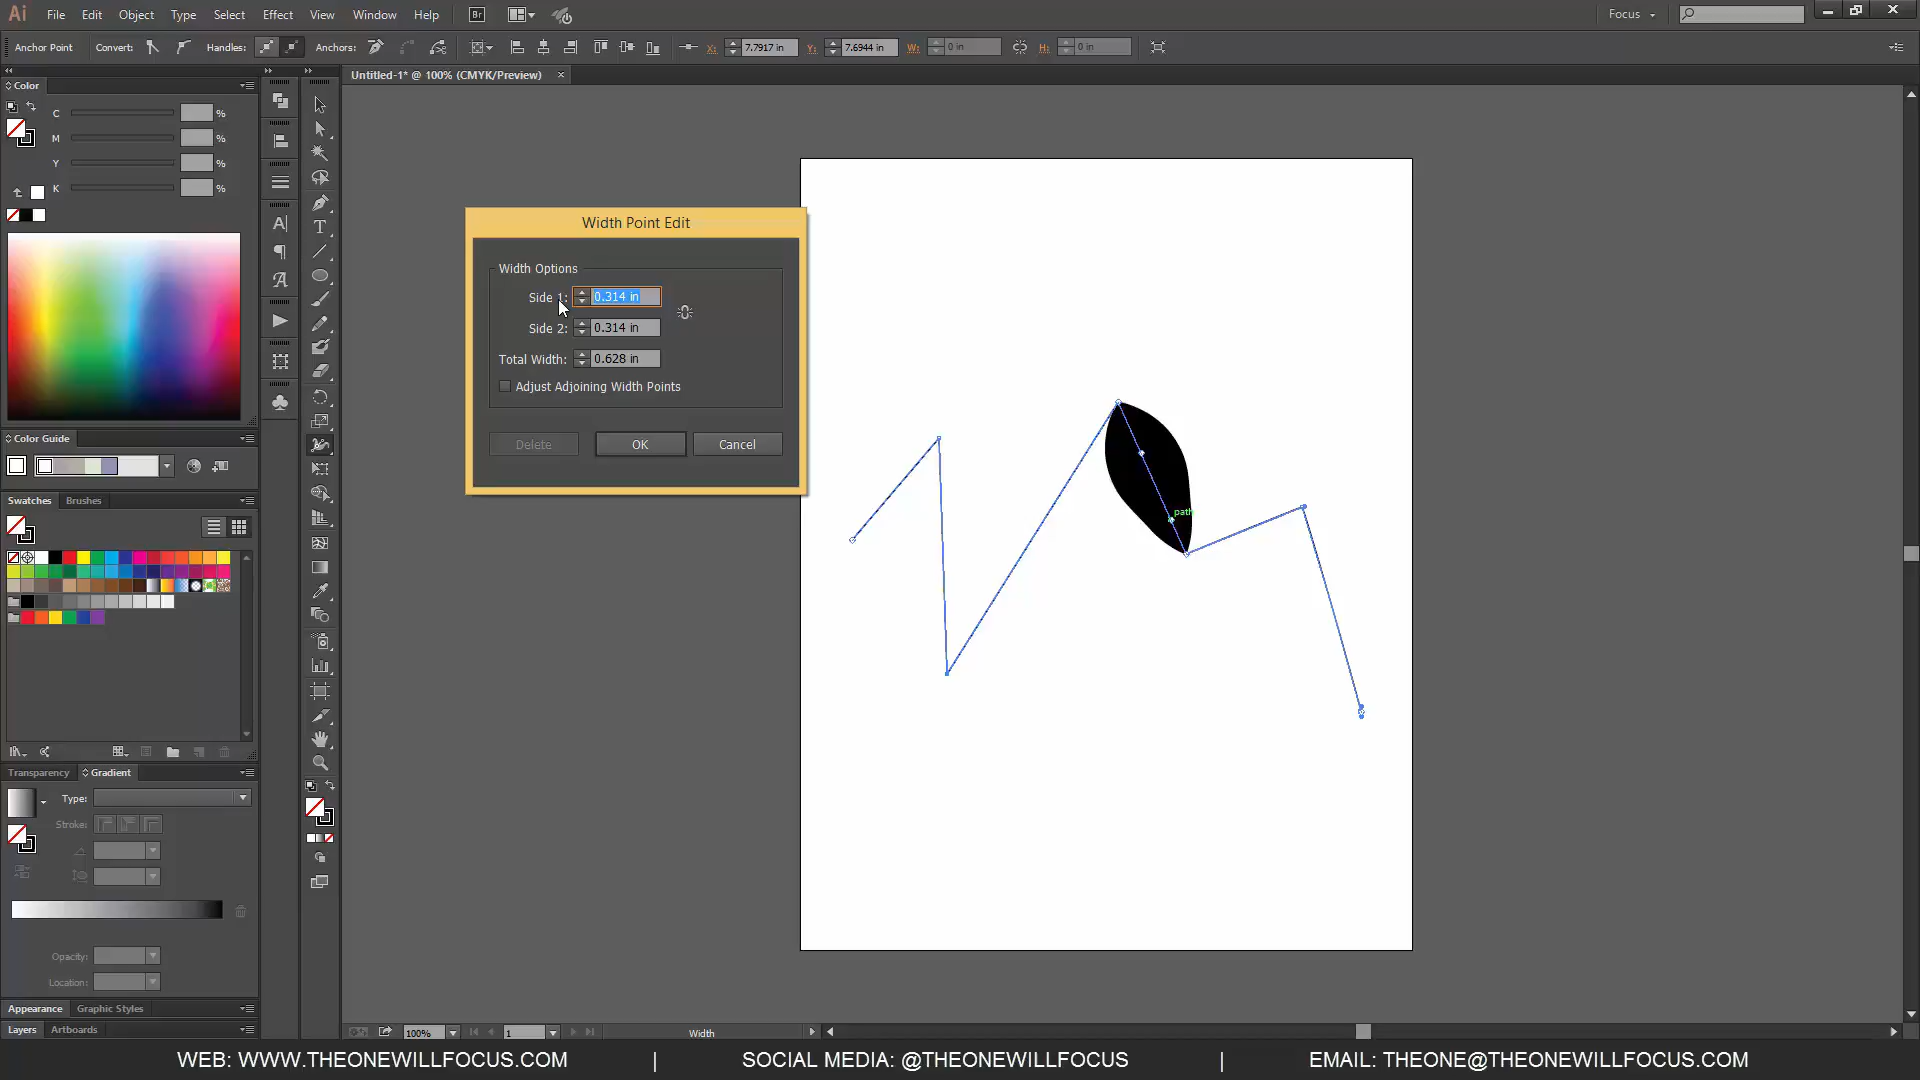 Ai File Edit Object Type Select Effect View Window Help Br Focus
Anchor Point Convert: Handles: Anchors: X: 7.7917 in Y: 7.6944 in W: 0 in H: 0 in
Untitled-1* @ 100% (CMYK/Preview)
Color
C %
M %
Y %
K %
Color Guide
Swatches Brushes
Transparency Gradient
Type:
Stroke:
Opacity:
Location:
Appearance Graphic Styles
Layers Artboards
Width Point Edit
Width Options
Side 1: 0.314 in
Side 2: 0.314 in
Total Width: 0.628 in
Adjust Adjoining Width Points
Delete OK Cancel
path
100% 1 Width
WEB: WWW.THEONEWILLFOCUS.COM | SOCIAL MEDIA: @THEONEWILLFOCUS | EMAIL: THEONE@THEONEWILLFOCUS.COM